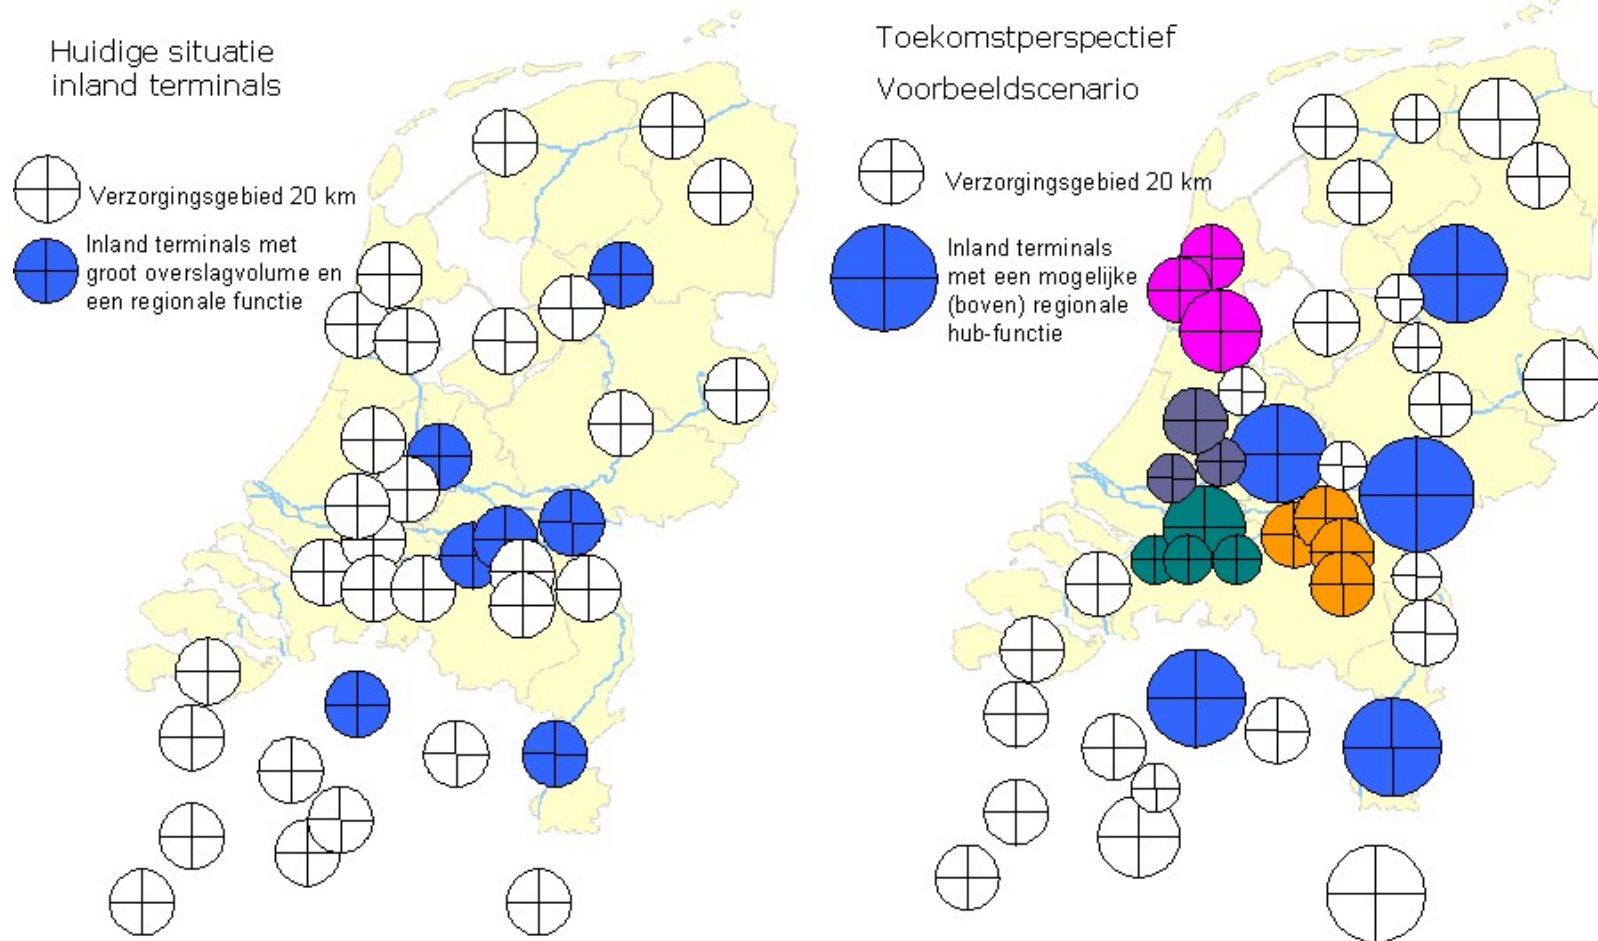 Huidige situatie
inland terminals
Verzorgingsgebied 20 km
Inland terminals met
groot overslagvolume en
een regionale functie
Toekomstperspectief
Voorbeeldscenario
Verzorgingsgebied 20 km
Inland terminals
met een mogelijke
(boven) regionale
hub-functie